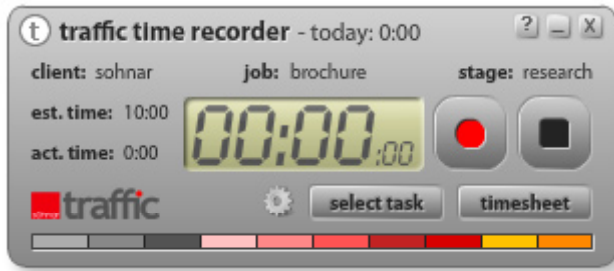 t traffic time recorder - today: 0:00 ? _ X
client: sohnar job: brochure stage: research
est. time: 10:00
00:00:00
act. time: 0:00
sohnar traffic select task timesheet